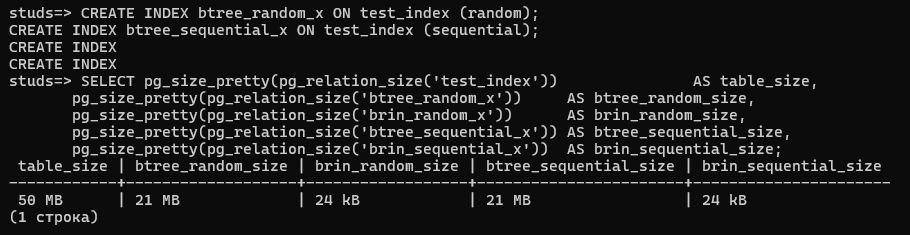 studs=> CREATE INDEX btree_random_x ON test_index (random);
CREATE INDEX btree_sequential_x ON test_index (sequential);
CREATE INDEX
CREATE INDEX
studs=> SELECT pg_size_pretty(pg_relation_size('test_index'))               AS table_size,
       pg_size_pretty(pg_relation_size('btree_random_x'))     AS btree_random_size,
       pg_size_pretty(pg_relation_size('brin_random_x'))      AS brin_random_size,
       pg_size_pretty(pg_relation_size('btree_sequential_x')) AS btree_sequential_size,
       pg_size_pretty(pg_relation_size('brin_sequential_x'))  AS brin_sequential_size;
 table_size | btree_random_size | brin_random_size | btree_sequential_size | brin_sequential_size
------------+-------------------+------------------+-----------------------+----------------------
 50 MB      | 21 MB             | 24 kB            | 21 MB                 | 24 kB
(1 строка)